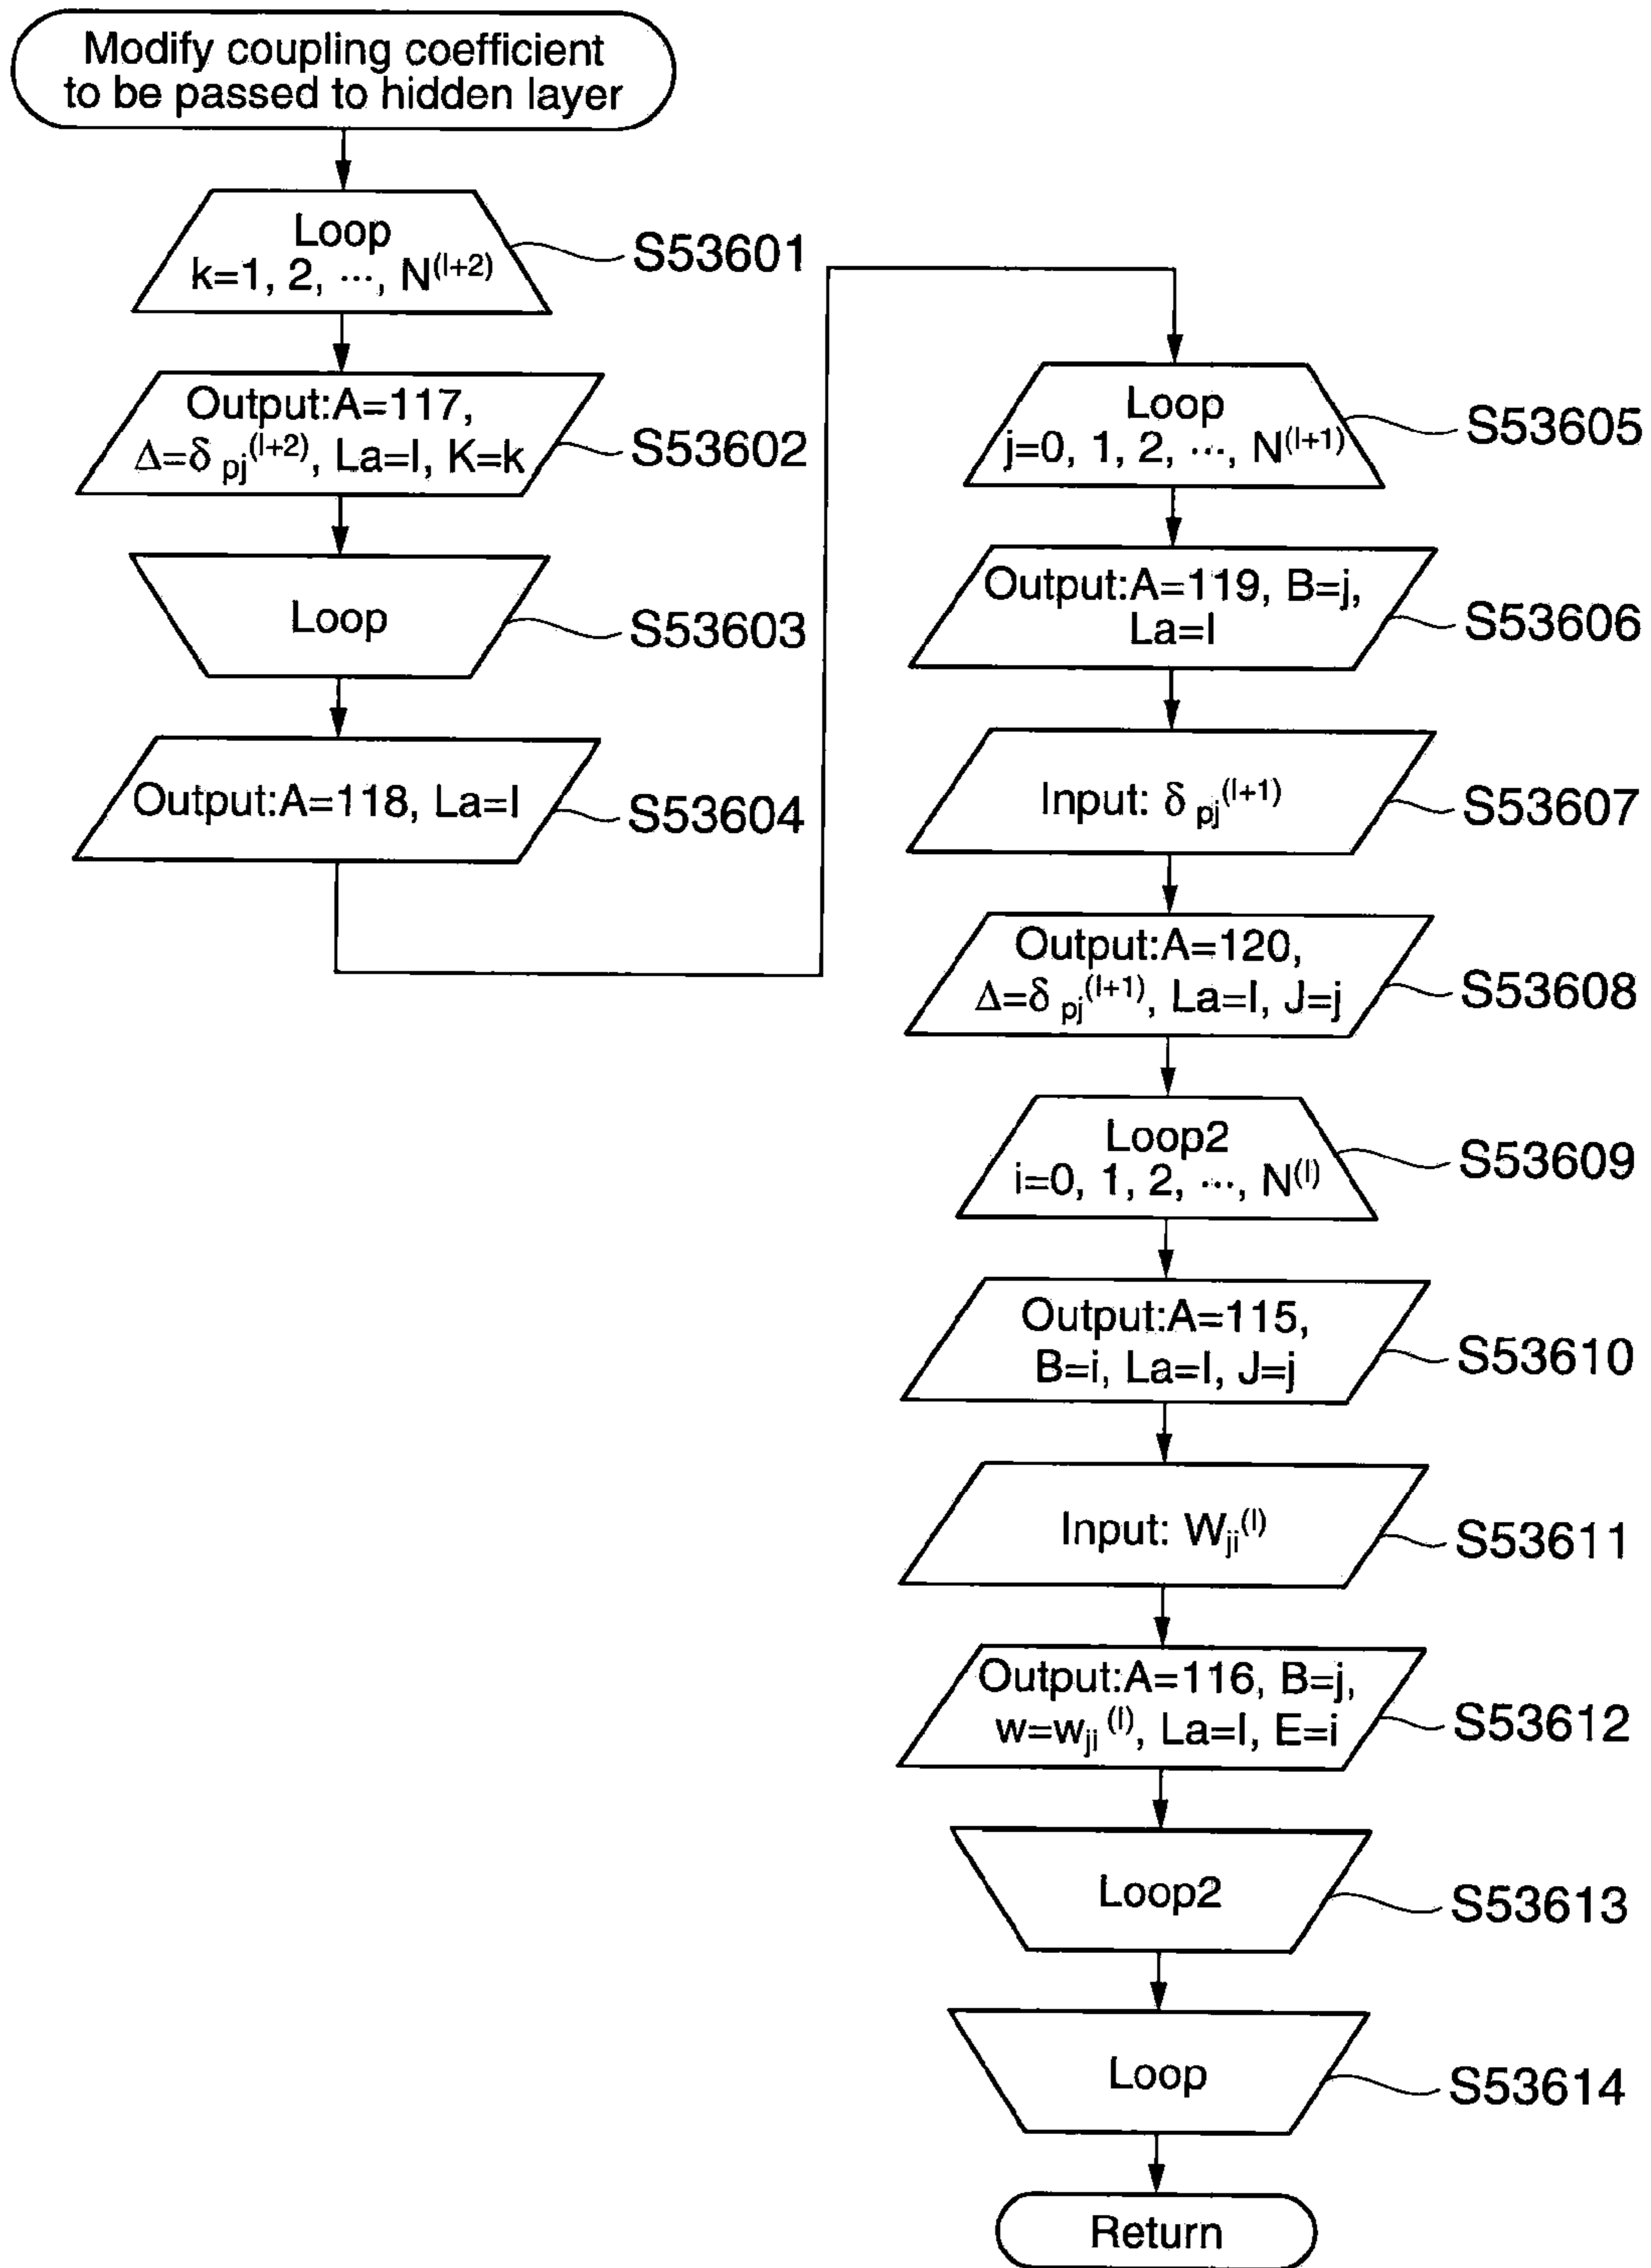 Modify coupling coefficient
to be passed to hidden layer
Loop
k=1, 2, ···, N^(l+2)
S53601
Output:A=117,
Δ=δ pj^(l+2), La=l, K=k
S53602
Loop
S53603
Output:A=118, La=l
S53604
Loop
j=0, 1, 2, ···, N^(l+1)
S53605
Output:A=119, B=j,
La=l
S53606
Input: δ pj^(l+1)
S53607
Output:A=120,
Δ=δ pj^(l+1), La=l, J=j
S53608
Loop2
i=0, 1, 2, ···, N^(l)
S53609
Output:A=115,
B=i, La=l, J=j
S53610
Input: W_ji^(l)
S53611
Output:A=116, B=j,
w=w_ji^(l), La=l, E=i
S53612
Loop2
S53613
Loop
S53614
Return